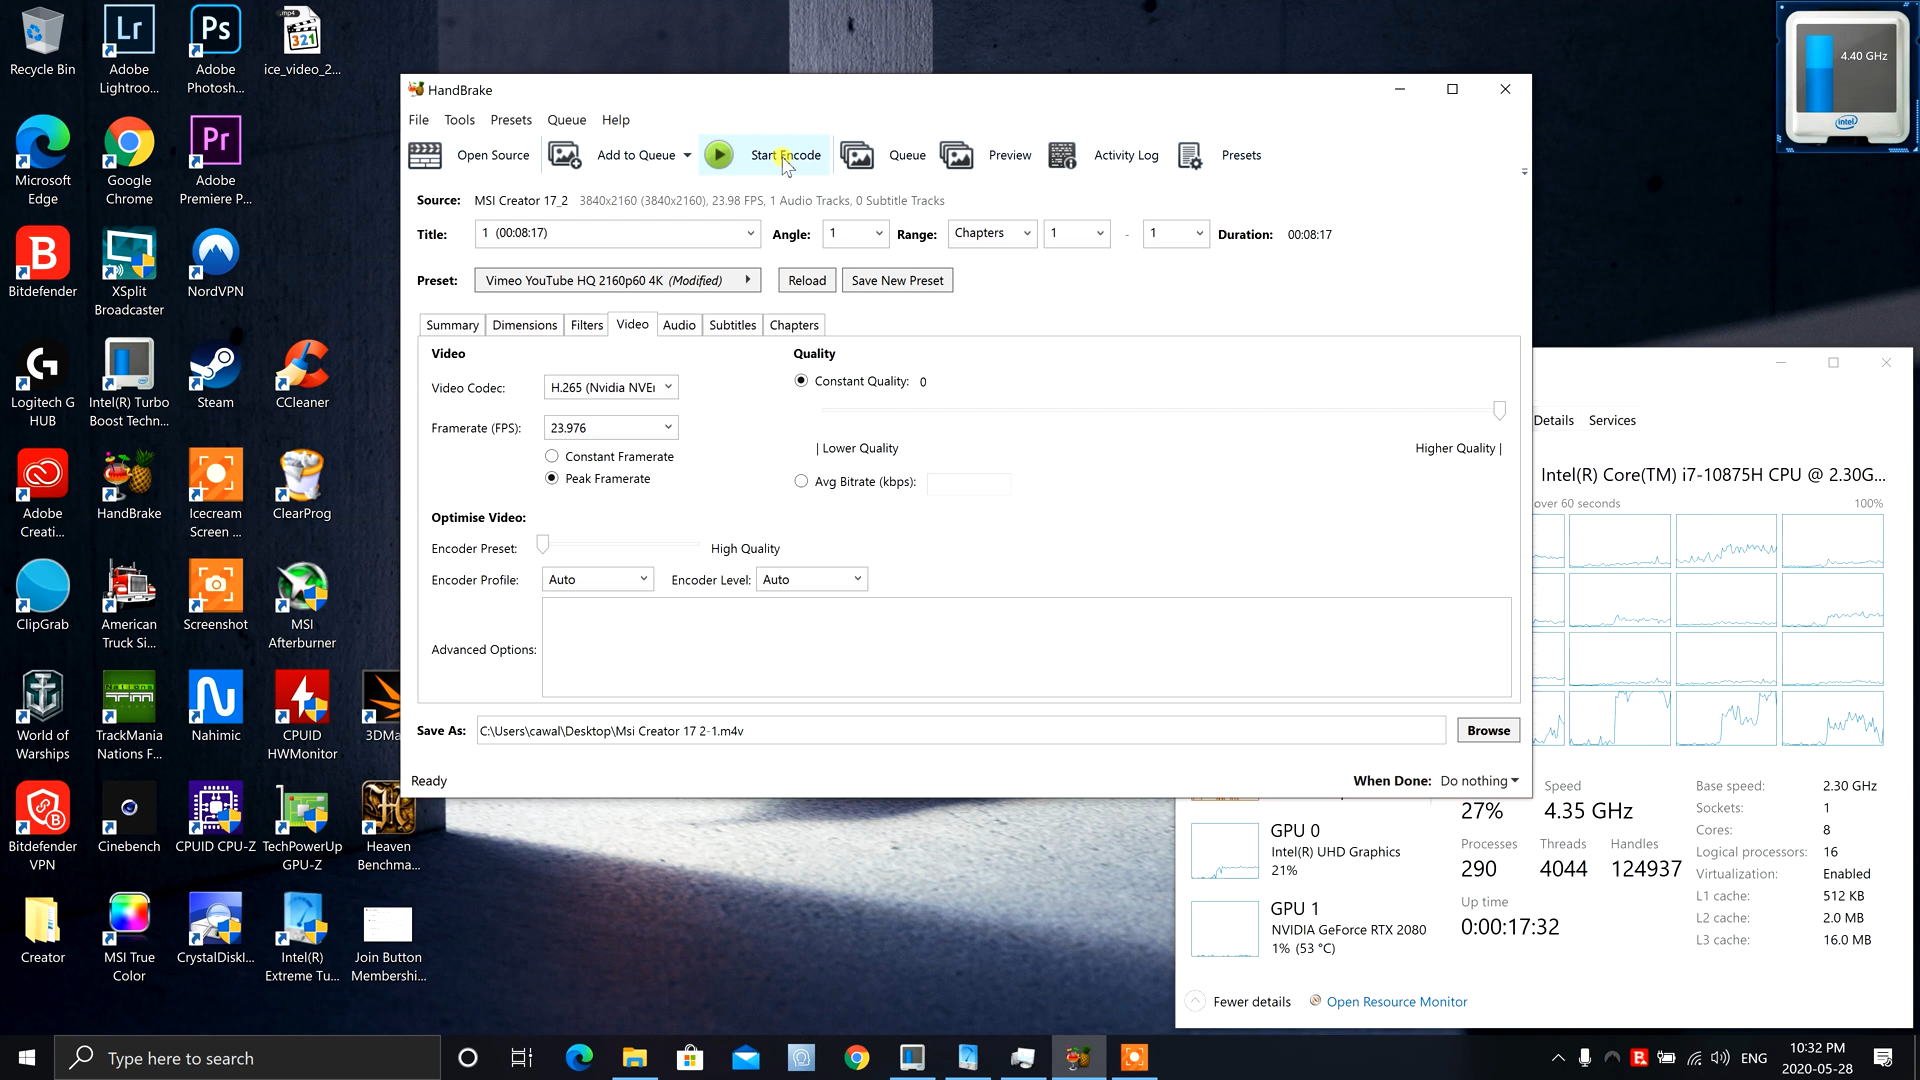 Recycle Bin
Adobe
Lightroo...
Adobe
Photosh...
ice_video_2...
Microsoft
Edge
Google
Chrome
Adobe
Premiere P...
Bitdefender
XSplit
Broadcaster
NordVPN
Logitech G
HUB
Intel(R) Turbo
Boost Techn...
Steam
CCleaner
Adobe
Creati...
HandBrake
Icecream
Screen ...
ClearProg
ClipGrab
American
Truck Si...
Screenshot
MSI
Afterburner
World of
Warships
TrackMania
Nations F...
Nahimic
CPUID
HWMonitor
3DMa
Bitdefender
VPN
Cinebench
CPUID CPU-Z
TechPowerUp
GPU-Z
Heaven
Benchma...
Creator
MSI True
Color
CrystalDiskI...
Intel(R)
Extreme Tu...
Join Button
Membershi...
4.40 GHz
intel
HandBrake
File Tools Presets Queue Help
Open Source Add to Queue Start Encode Queue Preview Activity Log Presets
Source: MSI Creator 17_2 3840x2160 (3840x2160), 23.98 FPS, 1 Audio Tracks, 0 Subtitle Tracks
Title: 1 (00:08:17) Angle: 1 Range: Chapters 1 - 1 Duration: 00:08:17
Preset: Vimeo YouTube HQ 2160p60 4K (Modified) Reload Save New Preset
Summary Dimensions Filters Video Audio Subtitles Chapters
Video
Quality
Video Codec: H.265 (Nvidia NVE
Constant Quality: 0
Framerate (FPS): 23.976
Constant Framerate
Peak Framerate
| Lower Quality Higher Quality |
Avg Bitrate (kbps):
Optimise Video:
Encoder Preset: High Quality
Encoder Profile: Auto Encoder Level: Auto
Advanced Options:
Save As: C:\Users\cawal\Desktop\Msi Creator 17 2-1.m4v Browse
Ready
When Done: Do nothing
Details Services
Intel(R) Core(TM) i7-10875H CPU @ 2.30G...
over 60 seconds 100%
Speed
27% 4.35 GHz
Processes Threads Handles
290 4044 124937
Up time
0:00:17:32
Base speed: 2.30 GHz
Sockets: 1
Cores: 8
Logical processors: 16
Virtualization: Enabled
L1 cache: 512 KB
L2 cache: 2.0 MB
L3 cache: 16.0 MB
GPU 0
Intel(R) UHD Graphics
21%
GPU 1
NVIDIA GeForce RTX 2080
1% (53 °C)
Fewer details Open Resource Monitor
Type here to search
ENG
10:32 PM
2020-05-28